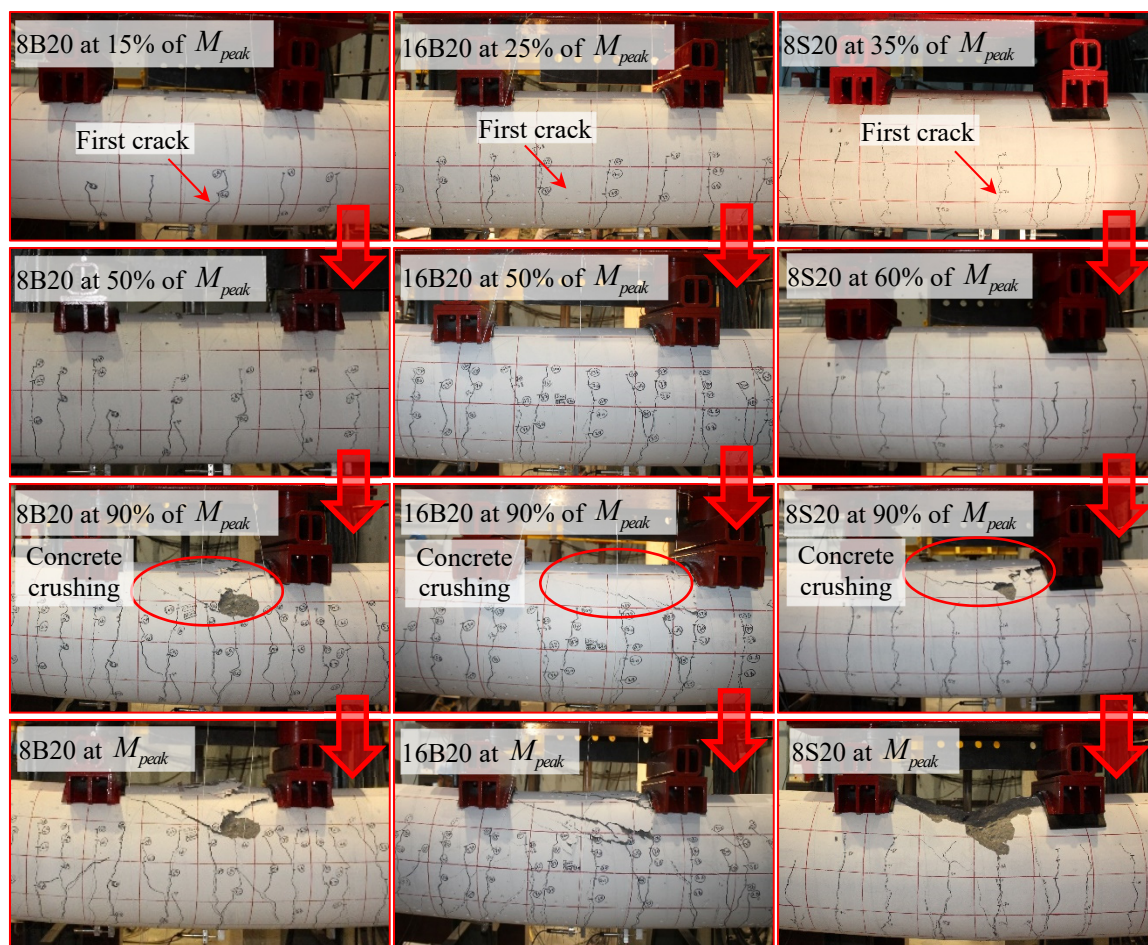 8B20 at 15% of M_peak
16B20 at 25% of M_peak
8S20 at 35% of M_peak
First crack
First crack
First crack
8B20 at 50% of M_peak
16B20 at 50% of M_peak
8S20 at 60% of M_peak
8B20 at 90% of M_peak
16B20 at 90% of M_peak
8S20 at 90% of M_peak
Concrete
crushing
Concrete
crushing
Concrete
crushing
8B20 at M_peak
16B20 at M_peak
8S20 at M_peak